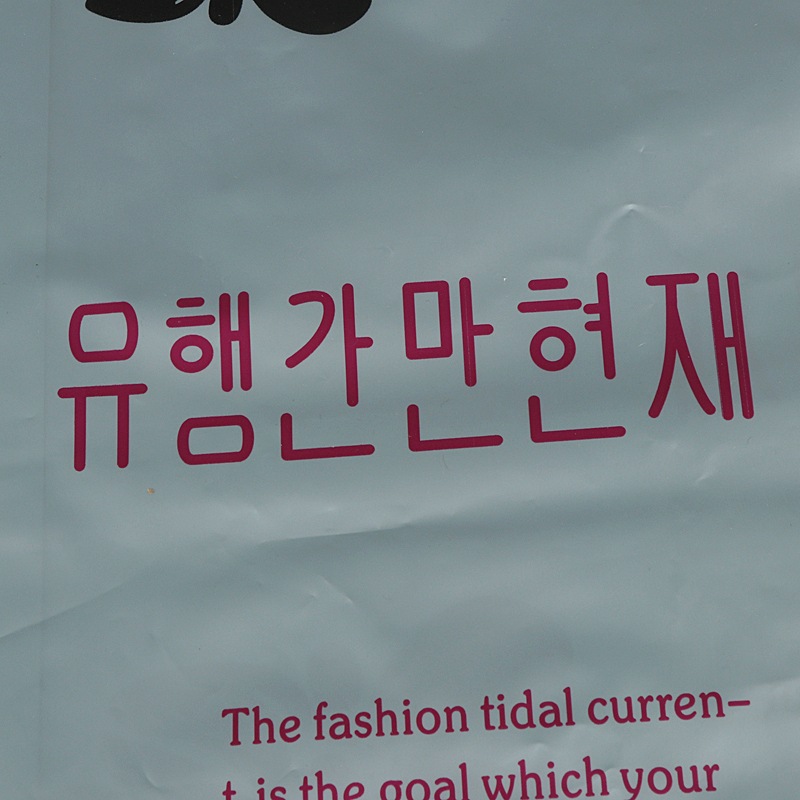 유행간만현재
The fashion tidal curren-
t is the goal which your